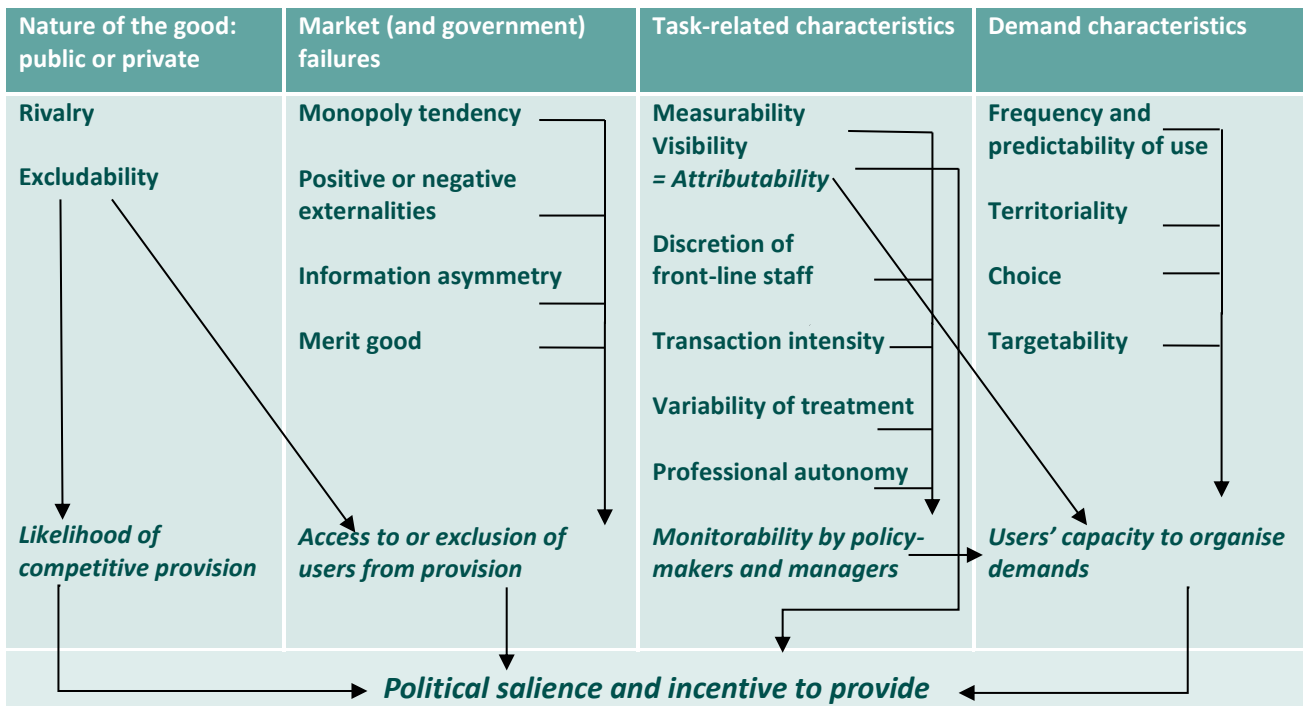 Nature of the good:
public or private
Market (and government)
failures
Task-related characteristics
Demand characteristics
Rivalry
Excludability
Likelihood of
competitive provision
Monopoly tendency
Positive or negative
externalities
Information asymmetry
Merit good
Access to or exclusion of
users from provision
Measurability
Visibility
= Attributability
Discretion of
front-line staff
Transaction intensity
Variability of treatment
Professional autonomy
Monitorability by policy-
makers and managers
Frequency and
predictability of use
Territoriality
Choice
Targetability
Users’ capacity to organise
demands
Political salience and incentive to provide